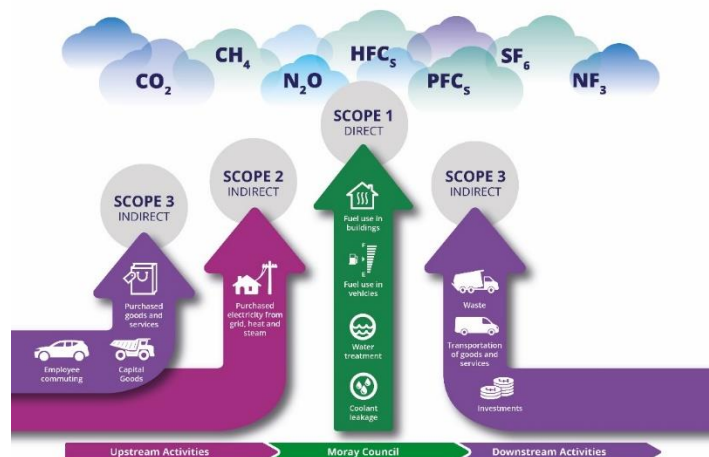 CO2
CH4
N2O
HFCS
PFCS
SF6
NF3
SCOPE 3
INDIRECT
Purchased
goods and
services
Employee
commuting
Capital
Goods
SCOPE 2
INDIRECT
Purchased
electricity from
grid, heat and
steam
SCOPE 1
DIRECT
Fuel use in
buildings
F
E
Fuel use in
vehicles
Water
treatment
Coolant
leakage
SCOPE 3
INDIRECT
Waste
Transportation
of goods and
services
Investments
Upstream Activities
Moray Council
Downstream Activities